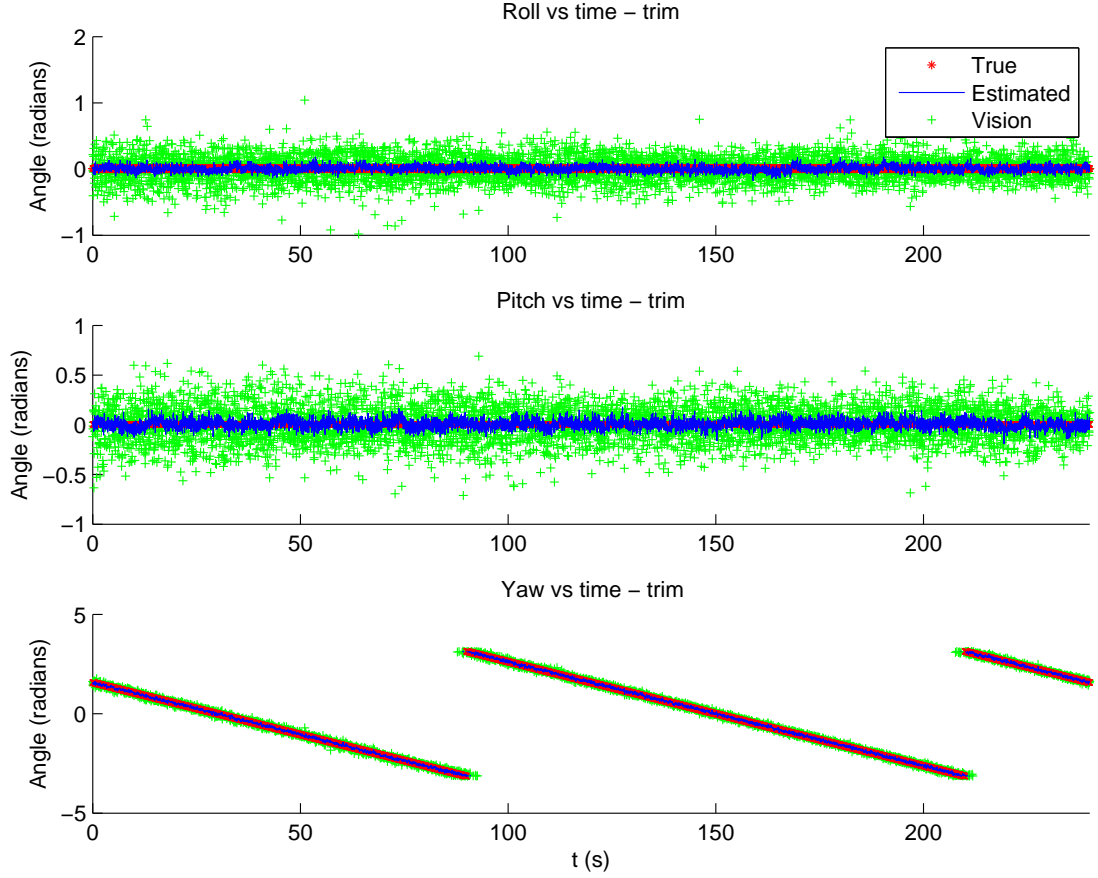 Roll vs time − trim
2
1
0
−1
Angle (radians)
0
50
100
150
200
True
Estimated
Vision
Pitch vs time − trim
1
0.5
0
−0.5
−1
Angle (radians)
0
50
100
150
200
Yaw vs time − trim
5
0
−5
Angle (radians)
0
50
100
150
200
t (s)